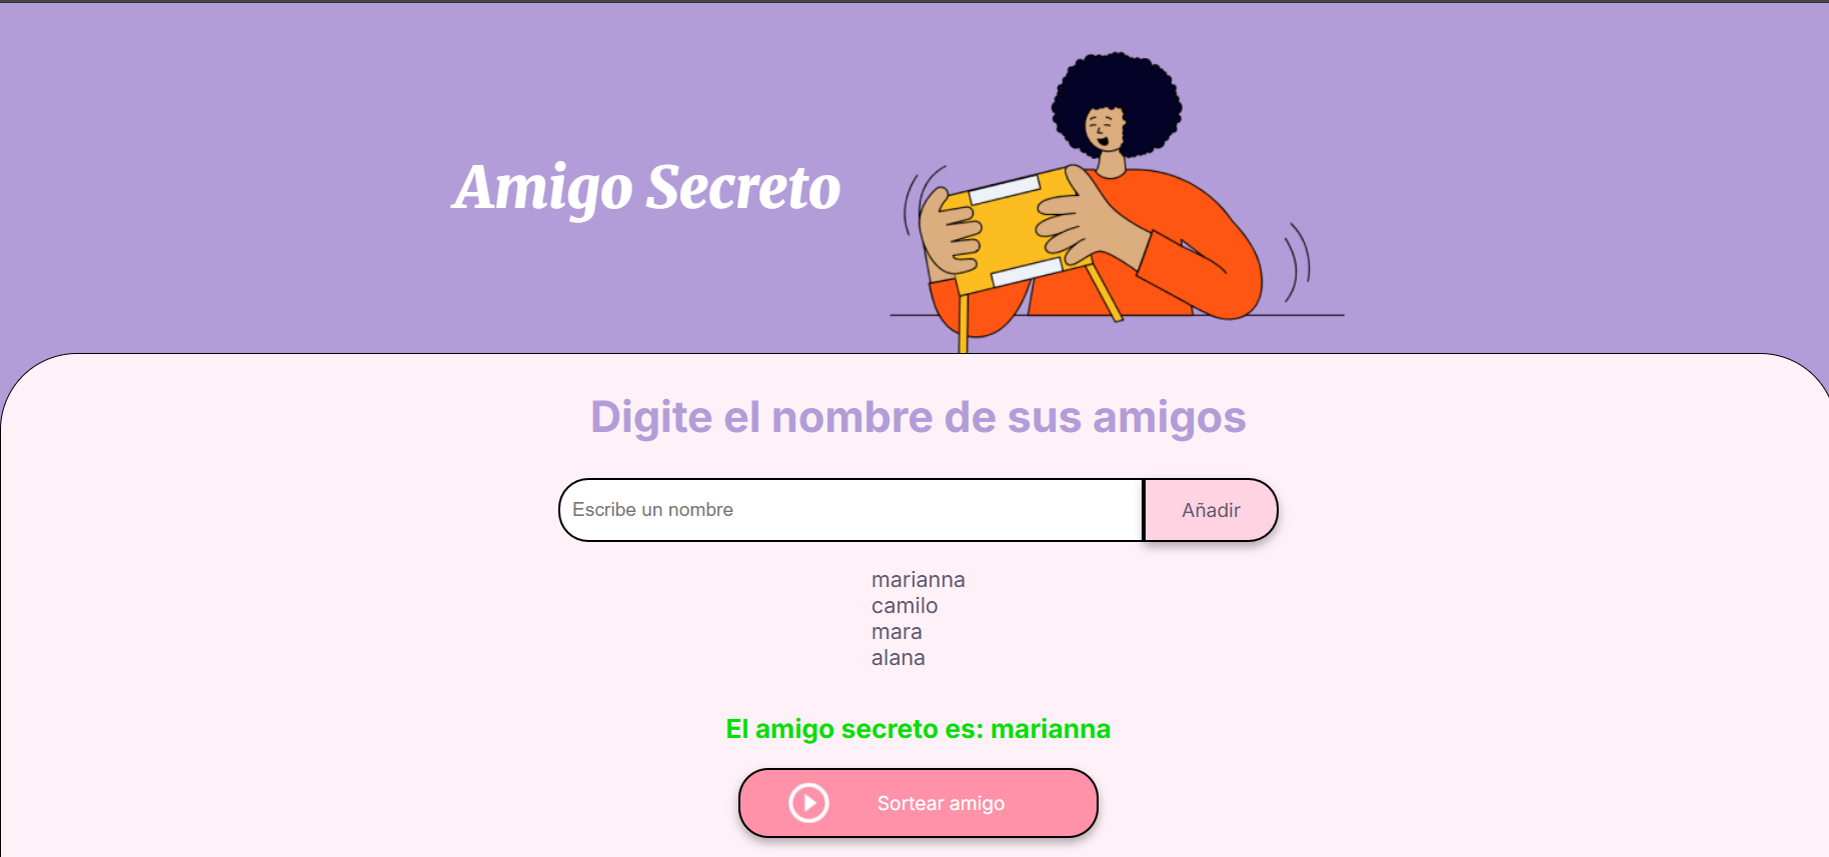 Amigo Secreto
Digite el nombre de sus amigos
Escribe un nombre
Añadir
marianna
camilo
mara
alana
El amigo secreto es: marianna
Sortear amigo